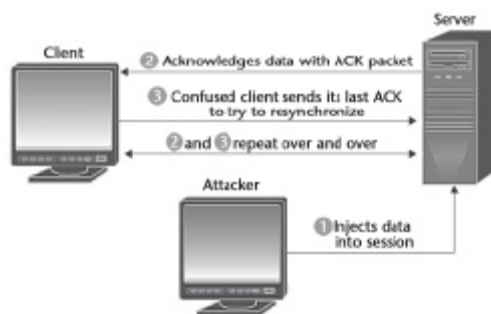 Server
Client
2 Acknowledges data with ACK packet
3 Confused client sends its last ACK
to try to resynchronize
2 and 3 repeat over and over
Attacker
1 Injects data
into session